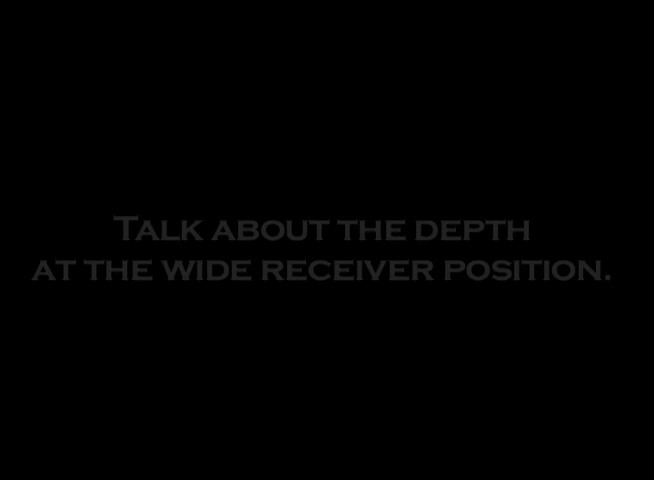 Talk about the depth
at the wide receiver position.